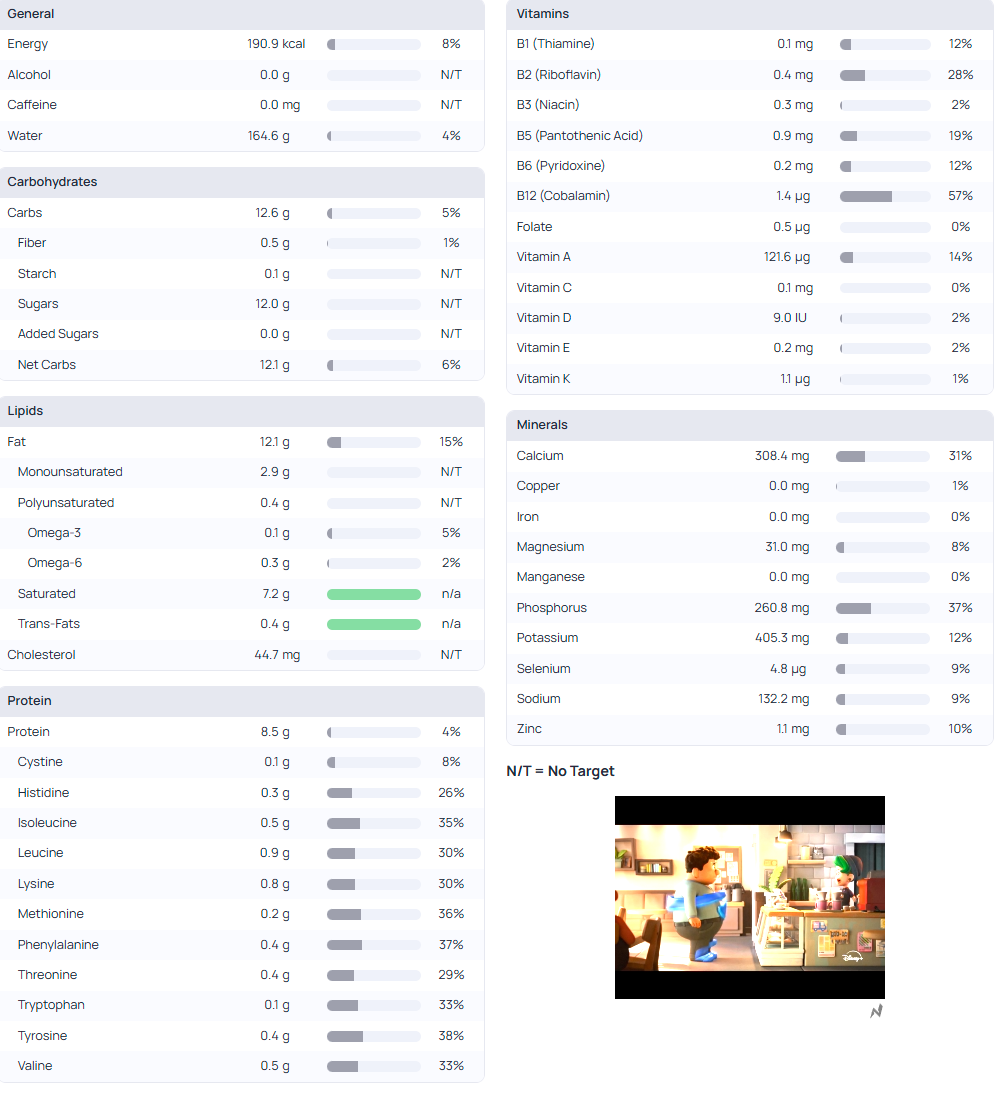 General
Energy 190.9 kcal 8%
Alcohol 0.0 g N/T
Caffeine 0.0 mg N/T
Water 164.6 g 4%
Carbohydrates
Carbs 12.6 g 5%
Fiber 0.5 g 1%
Starch 0.1 g N/T
Sugars 12.0 g N/T
Added Sugars 0.0 g N/T
Net Carbs 12.1 g 6%
Lipids
Fat 12.1 g 15%
Monounsaturated 2.9 g N/T
Polyunsaturated 0.4 g N/T
Omega-3 0.1 g 5%
Omega-6 0.3 g 2%
Saturated 7.2 g n/a
Trans-Fats 0.4 g n/a
Cholesterol 44.7 mg N/T
Protein
Protein 8.5 g 4%
Cystine 0.1 g 8%
Histidine 0.3 g 26%
Isoleucine 0.5 g 35%
Leucine 0.9 g 30%
Lysine 0.8 g 30%
Methionine 0.2 g 36%
Phenylalanine 0.4 g 37%
Threonine 0.4 g 29%
Tryptophan 0.1 g 33%
Tyrosine 0.4 g 38%
Valine 0.5 g 33%
Vitamins
B1 (Thiamine) 0.1 mg 12%
B2 (Riboflavin) 0.4 mg 28%
B3 (Niacin) 0.3 mg 2%
B5 (Pantothenic Acid) 0.9 mg 19%
B6 (Pyridoxine) 0.2 mg 12%
B12 (Cobalamin) 1.4 µg 57%
Folate 0.5 µg 0%
Vitamin A 121.6 µg 14%
Vitamin C 0.1 mg 0%
Vitamin D 9.0 IU 2%
Vitamin E 0.2 mg 2%
Vitamin K 1.1 µg 1%
Minerals
Calcium 308.4 mg 31%
Copper 0.0 mg 1%
Iron 0.0 mg 0%
Magnesium 31.0 mg 8%
Manganese 0.0 mg 0%
Phosphorus 260.8 mg 37%
Potassium 405.3 mg 12%
Selenium 4.8 µg 9%
Sodium 132.2 mg 9%
Zinc 1.1 mg 10%
N/T = No Target
Disney+